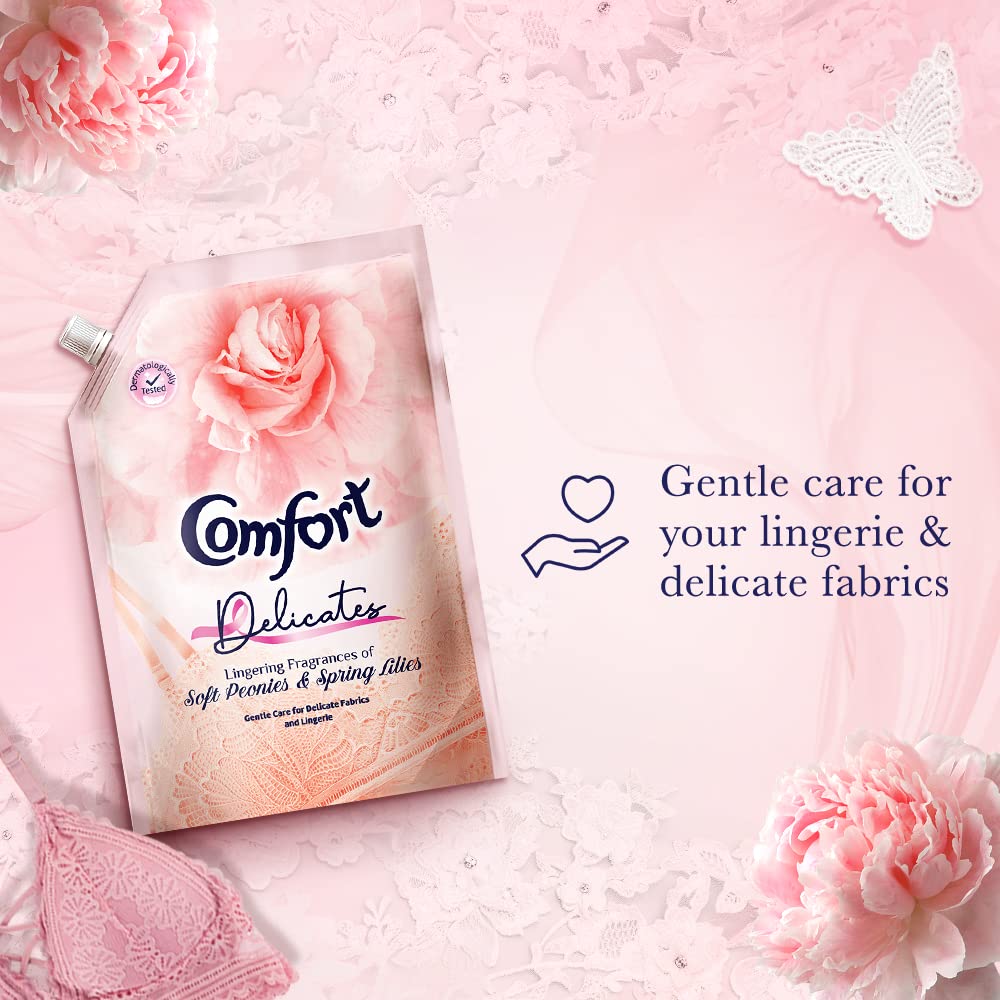 Dermatologically
Tested
Comfort
Delicates
Lingering Fragrances of
Soft Peonies & Spring Lilies
Gentle Care for Delicate Fabrics
and Lingerie
Gentle care for
your lingerie &
delicate fabrics